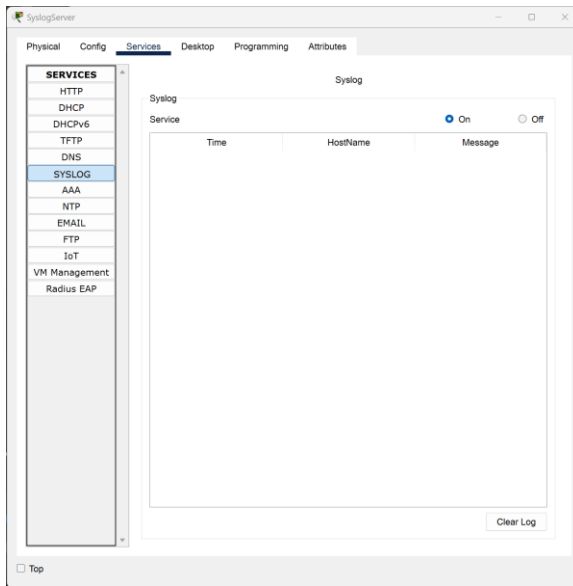 SyslogServer
Physical Config Services Desktop Programming Attributes
SERVICES
HTTP
DHCP
DHCPv6
TFTP
DNS
SYSLOG
AAA
NTP
EMAIL
FTP
IoT
VM Management
Radius EAP
Syslog
Syslog
Service On Off
Time HostName Message
Clear Log
Top